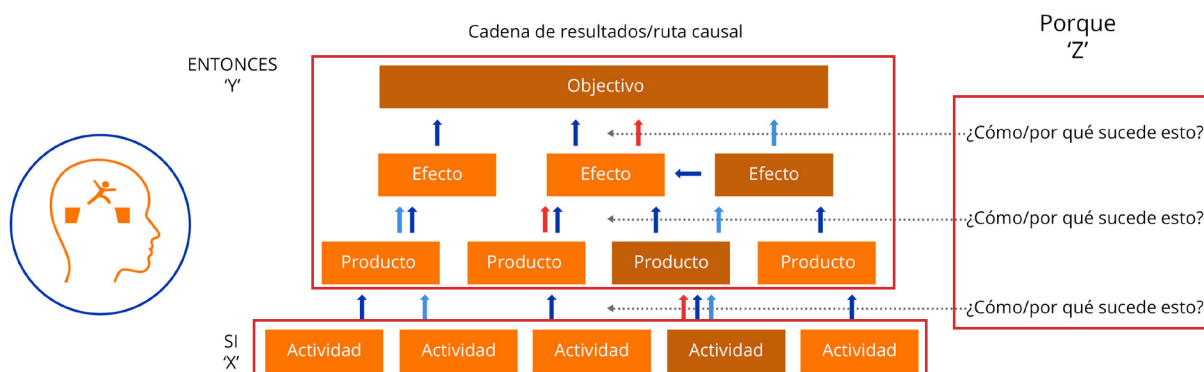 Cadena de resultados/ruta causal
Porque
‘Z’
ENTONCES
‘Y’
Objectivo
¿Cómo/por qué sucede esto?
Efecto
Efecto
Efecto
¿Cómo/por qué sucede esto?
Producto
Producto
Producto
Producto
¿Cómo/por qué sucede esto?
SI
‘X’
Actividad
Actividad
Actividad
Actividad
Actividad